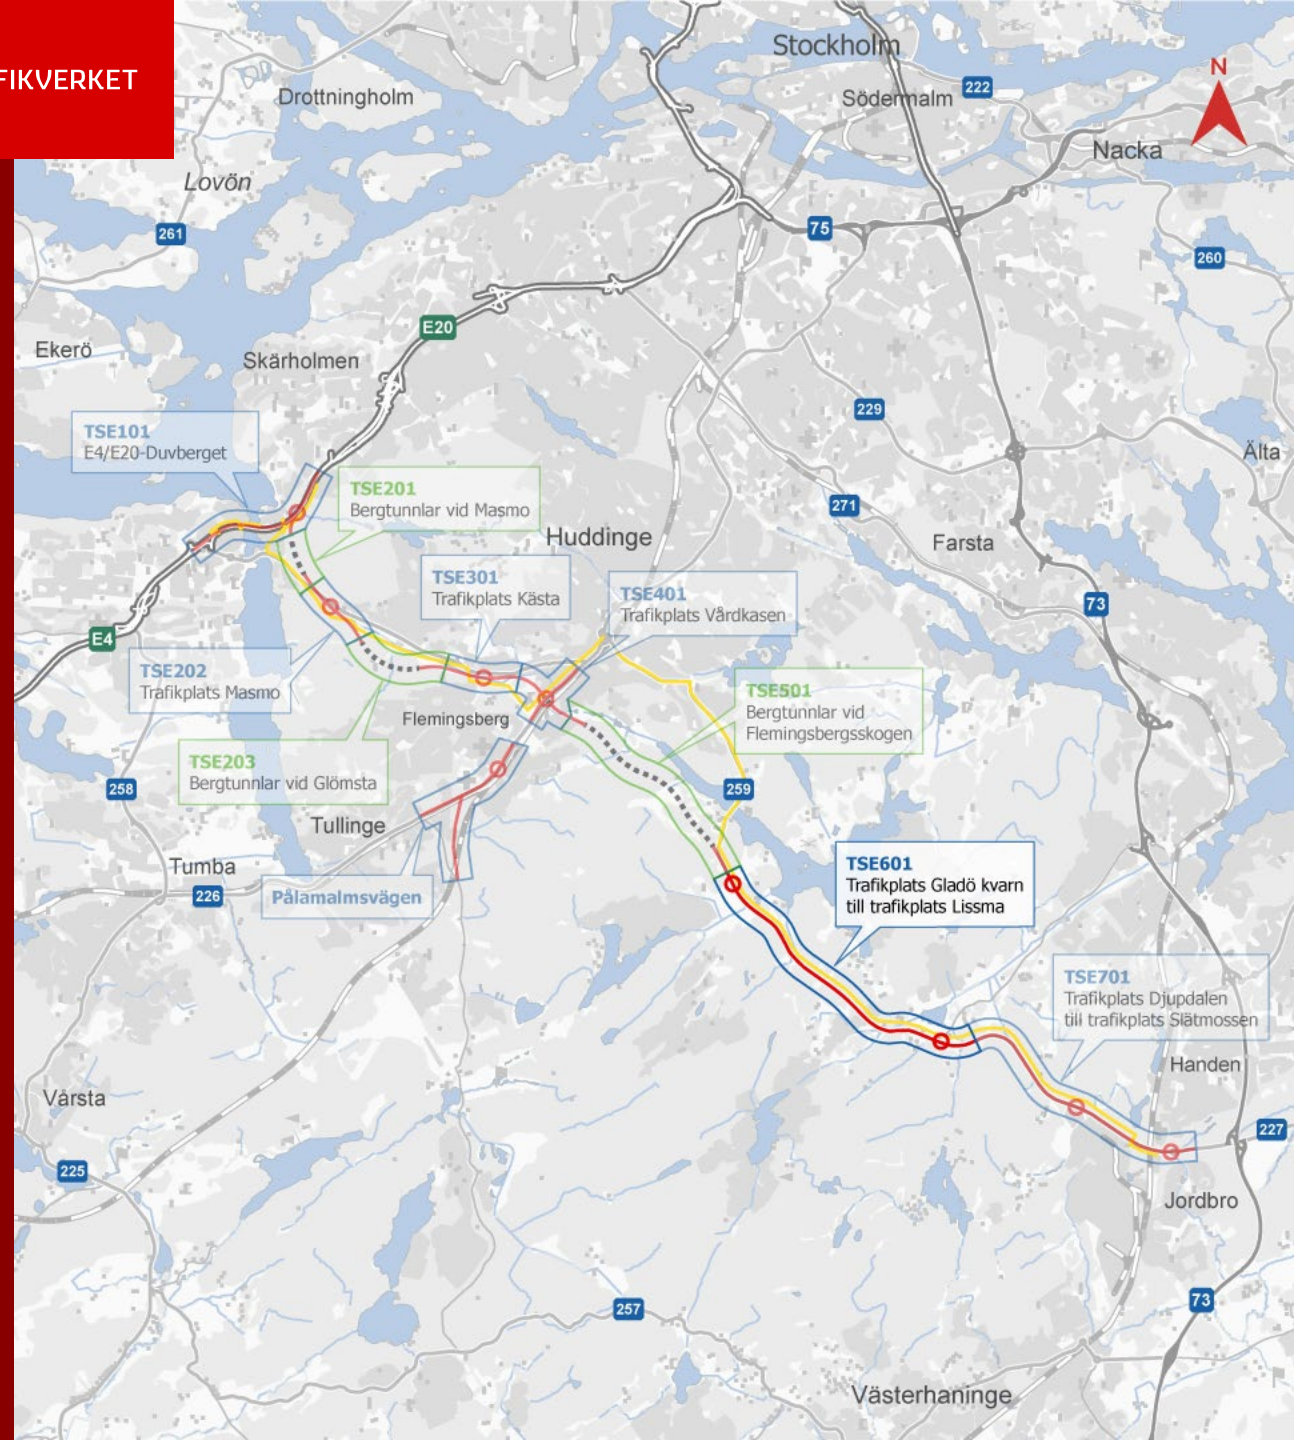 FIKVERKET
Stockholm
N
222
Drottningholm
Södermalm
Nacka
Lovön
261
75
260
E20
Ekerö
Skärholmen
229
TSE101
E4/E20-Duvberget
Älta
TSE201
Bergtunnlar vid Masmo
271
Huddinge
Farsta
TSE301
Trafikplats Kästa
TSE401
Trafikplats Vårdkasen
73
E4
TSE202
Trafikplats Masmo
TSE501
Bergtunnlar vid
Flemingsbergsskogen
Flemingsberg
TSE203
Bergtunnlar vid Glömsta
258
259
Tullinge
Tumba
226
Pålamalmsvägen
TSE601
Trafikplats Gladö kvarn
till trafikplats Lissma
TSE701
Trafikplats Djupdalen
till trafikplats Slätmossen
Handen
Vårsta
227
225
Jordbro
257
73
Västerhaninge